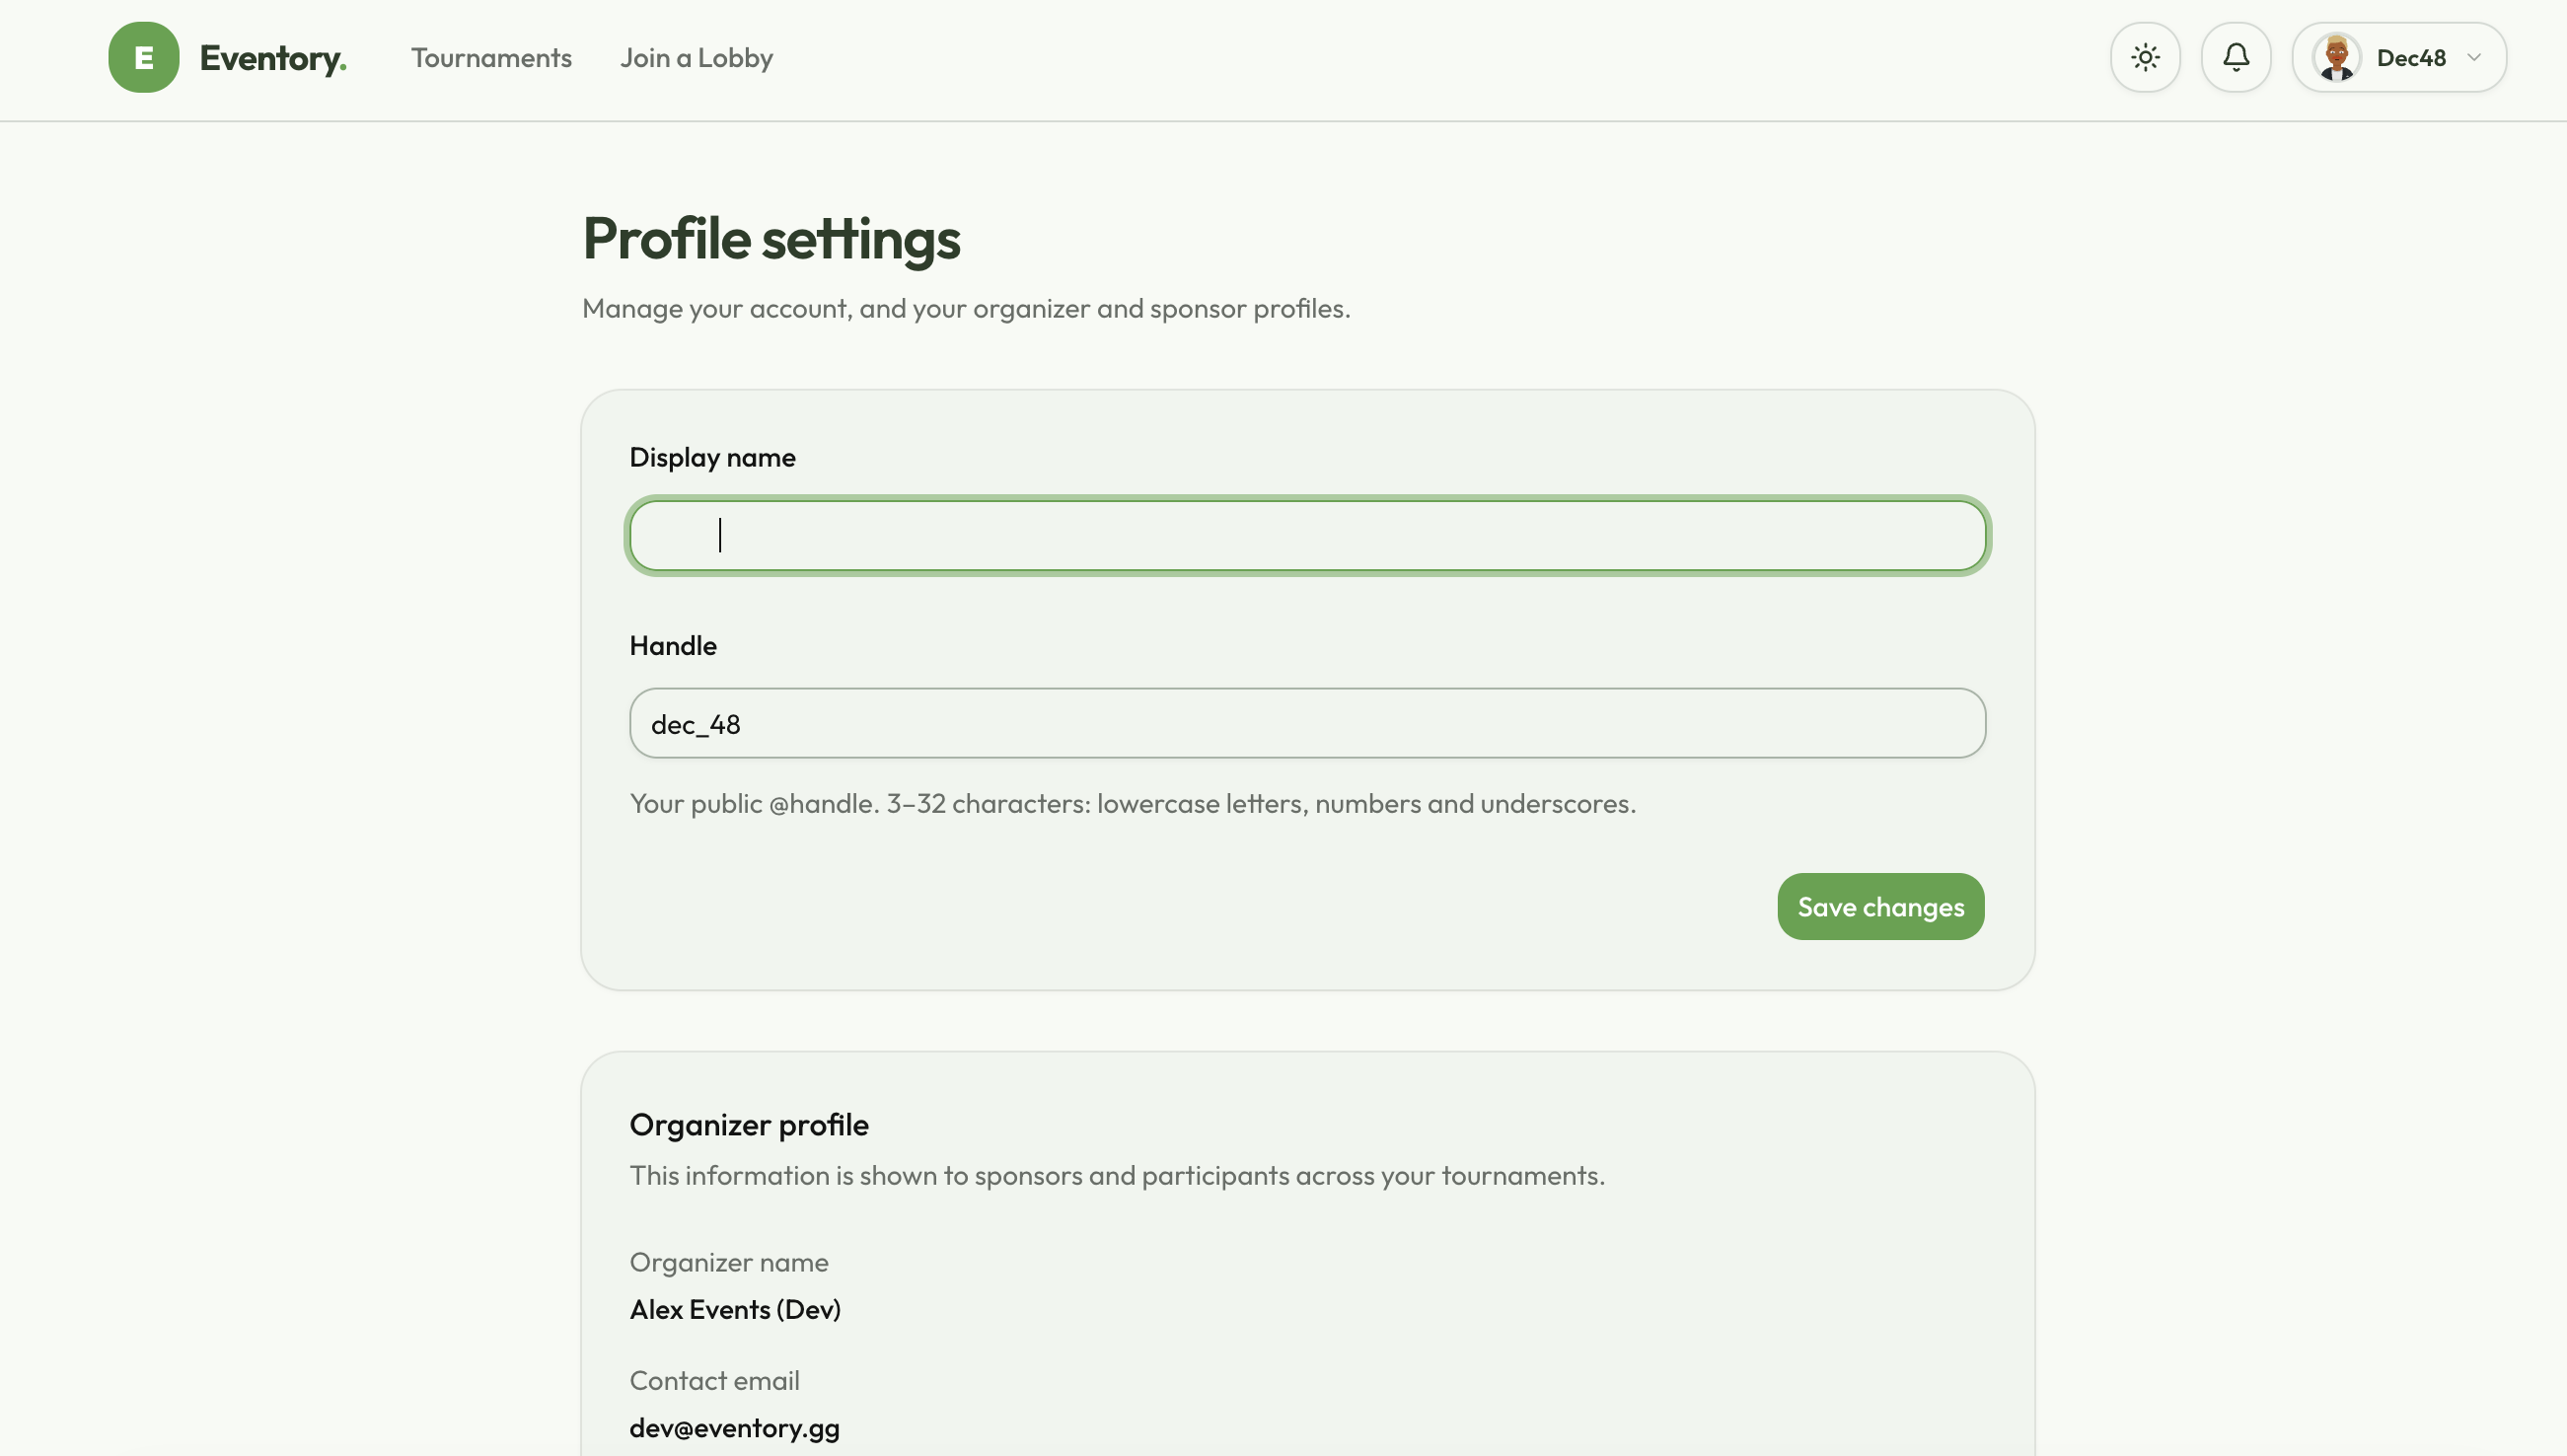 E Eventory. Tournaments Join a Lobby Dec48
Profile settings
Manage your account, and your organizer and sponsor profiles.
Display name
Handle
dec_48
Your public @handle. 3–32 characters: lowercase letters, numbers and underscores.
Save changes
Organizer profile
This information is shown to sponsors and participants across your tournaments.
Organizer name
Alex Events (Dev)
Contact email
dev@eventory.gg